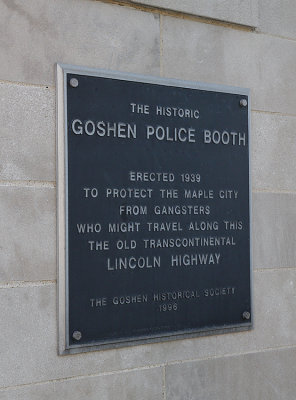 THE HISTORIC
GOSHEN POLICE BOOTH
ERECTED 1939
TO PROTECT THE MAPLE CITY
FROM GANGSTERS
WHO MIGHT TRAVEL ALONG THIS
THE OLD TRANSCONTINENTAL
LINCOLN HIGHWAY
THE GOSHEN HISTORICAL SOCIETY
1996